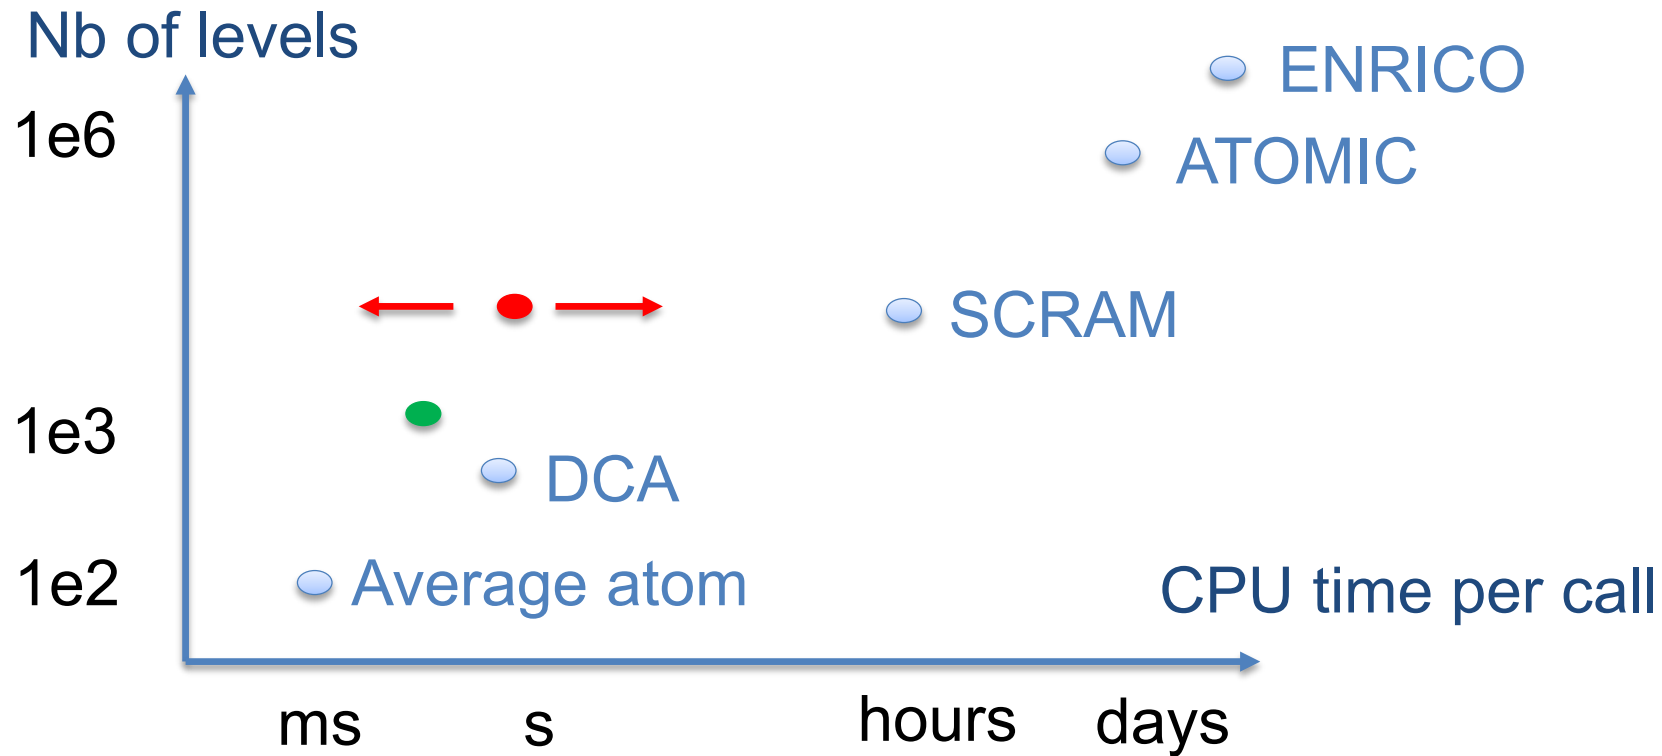 Nb of levels
ENRICO
1e6
ATOMIC
SCRAM
1e3
DCA
1e2
Average atom
CPU time per call
ms
s
hours
days